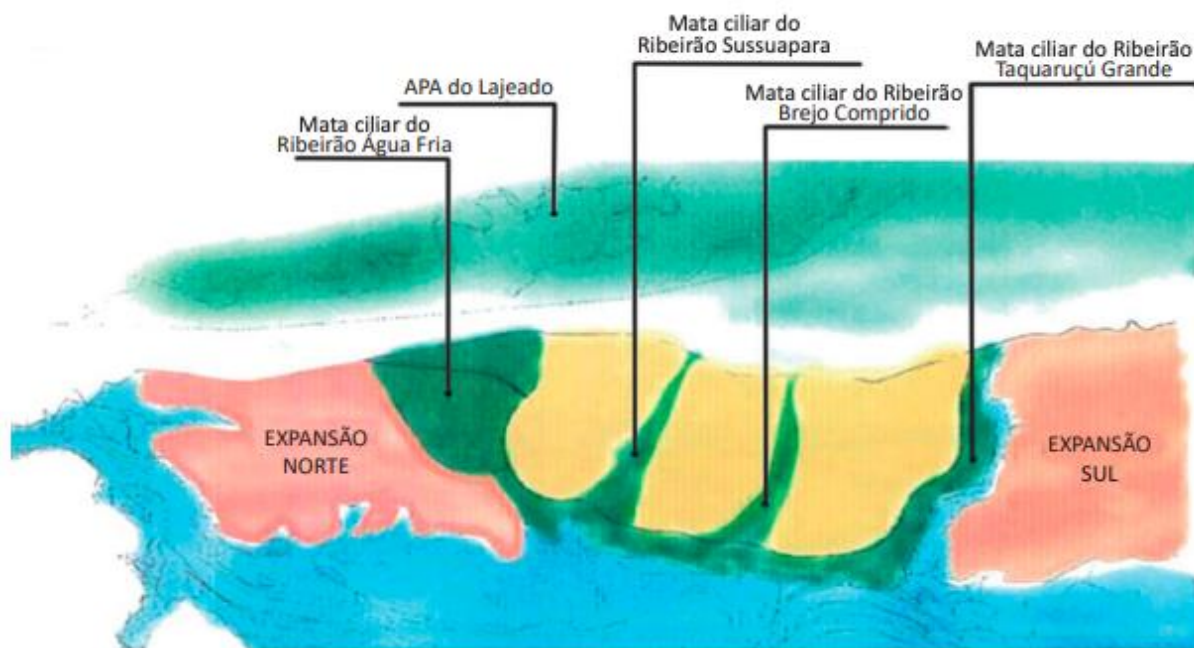 Mata ciliar do
Ribeirão Sussuapara
Mata ciliar do Ribeirão
Taquaruçú Grande
APA do Lajeado
Mata ciliar do Ribeirão
Brejo Comprido
Mata ciliar do
Ribeirão Água Fria
EXPANSÃO
NORTE
EXPANSÃO
SUL